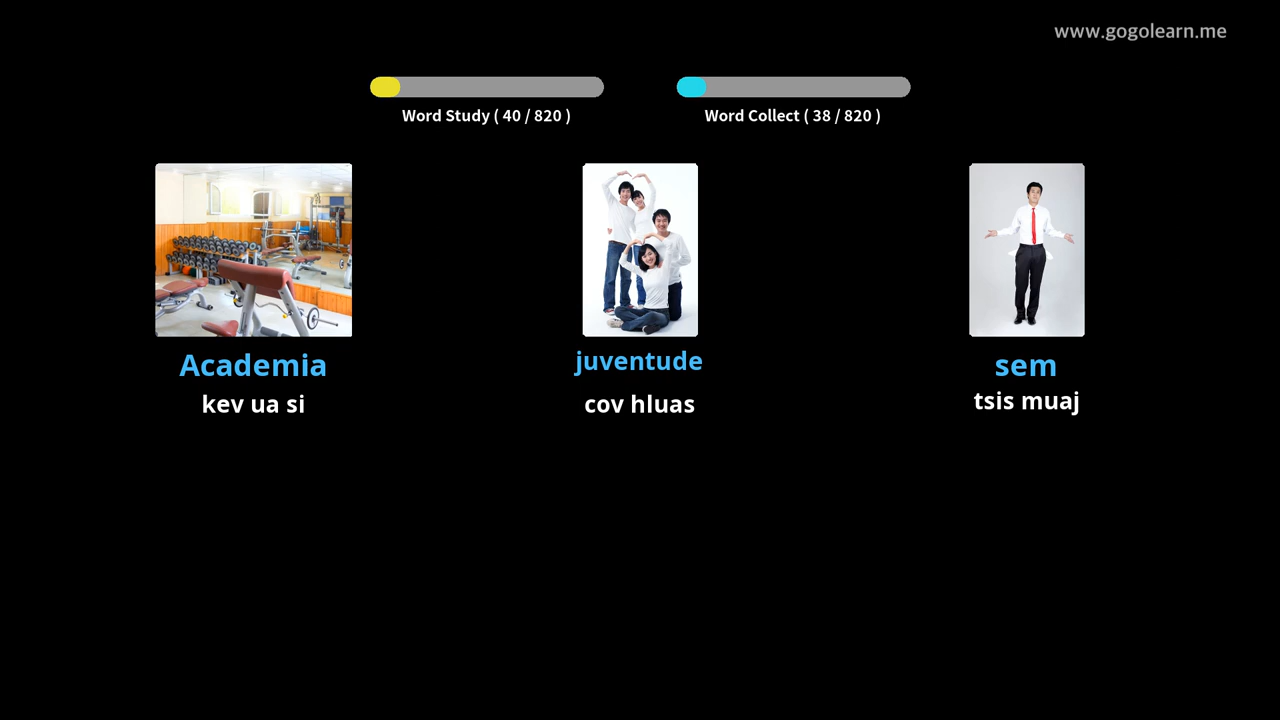 www.gogolearn.me
Word Study ( 40 / 820 )
Word Collect ( 38 / 820 )
Academia
kev ua si
juventude
cov hluas
sem
tsis muaj